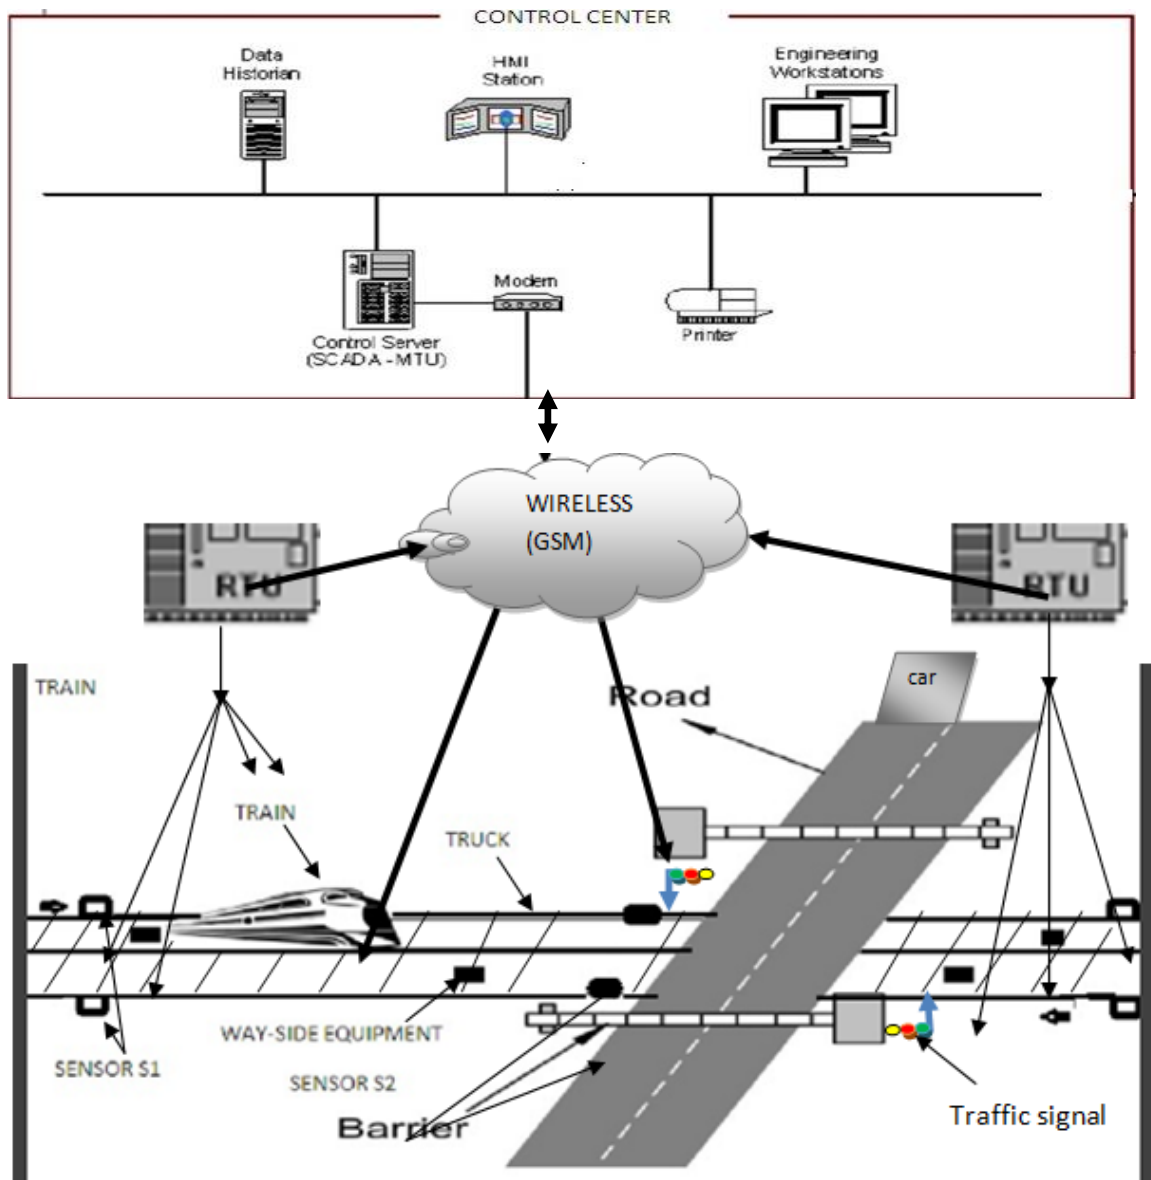 CONTROL CENTER
Data
Historian
HMI
Station
Engineering
Workstations
Modem
Control Server
(SCADA - MTU)
Printer
WIRELESS
(GSM)
RTU
RTU
TRAIN
car
Road
TRAIN
TRUCK
WAY-SIDE EQUIPMENT
SENSOR S1
SENSOR S2
Barrier
Traffic signal